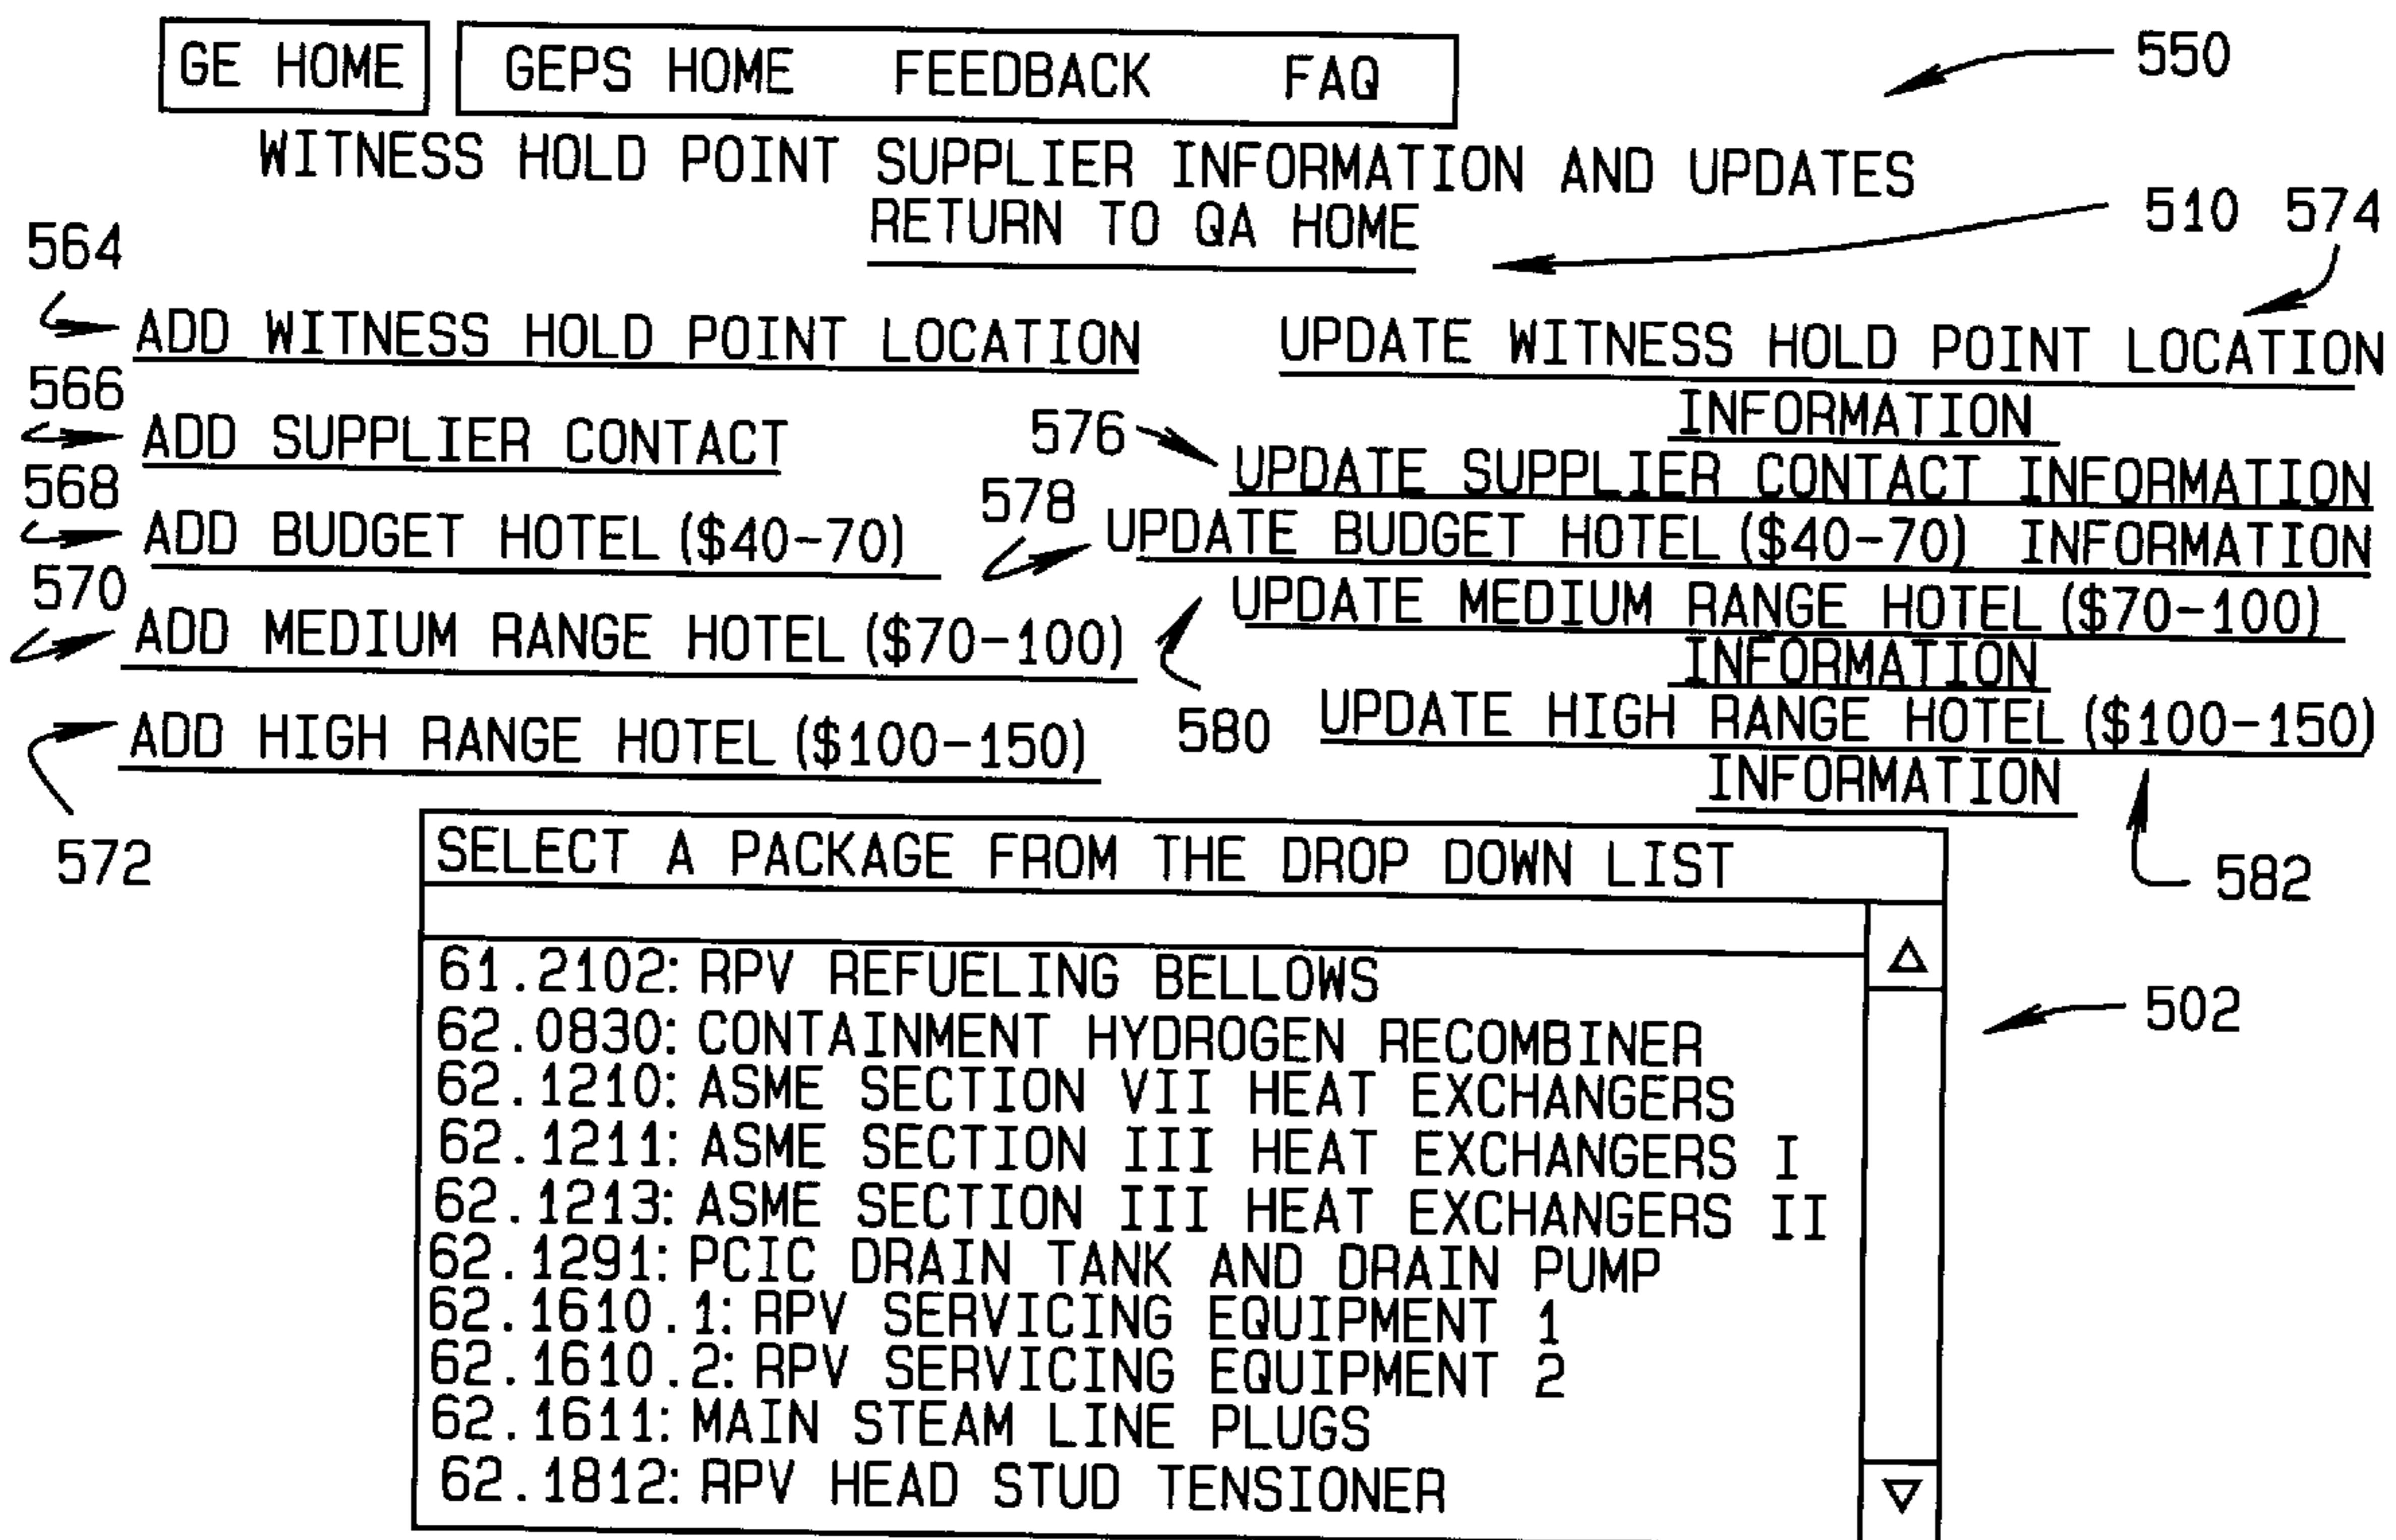 GE HOME GEPS HOME FEEDBACK FAQ
550
WITNESS HOLD POINT SUPPLIER INFORMATION AND UPDATES
RETURN TO QA HOME
510 574
564
ADD WITNESS HOLD POINT LOCATION
UPDATE WITNESS HOLD POINT LOCATION
INFORMATION
566
ADD SUPPLIER CONTACT
576
UPDATE SUPPLIER CONTACT INFORMATION
568
ADD BUDGET HOTEL ($40-70)
578
UPDATE BUDGET HOTEL ($40-70) INFORMATION
570
ADD MEDIUM RANGE HOTEL ($70-100)
UPDATE MEDIUM RANGE HOTEL ($70-100)
INFORMATION
580
ADD HIGH RANGE HOTEL ($100-150)
UPDATE HIGH RANGE HOTEL ($100-150)
INFORMATION
572
582
SELECT A PACKAGE FROM THE DROP DOWN LIST
61.2102: RPV REFUELING BELLOWS
62.0830: CONTAINMENT HYDROGEN RECOMBINER
502
62.1210: ASME SECTION VII HEAT EXCHANGERS
62.1211: ASME SECTION III HEAT EXCHANGERS I
62.1213: ASME SECTION III HEAT EXCHANGERS II
62.1291: PCIC DRAIN TANK AND DRAIN PUMP
62.1610.1: RPV SERVICING EQUIPMENT 1
62.1610.2: RPV SERVICING EQUIPMENT 2
62.1611: MAIN STEAM LINE PLUGS
62.1812: RPV HEAD STUD TENSIONER